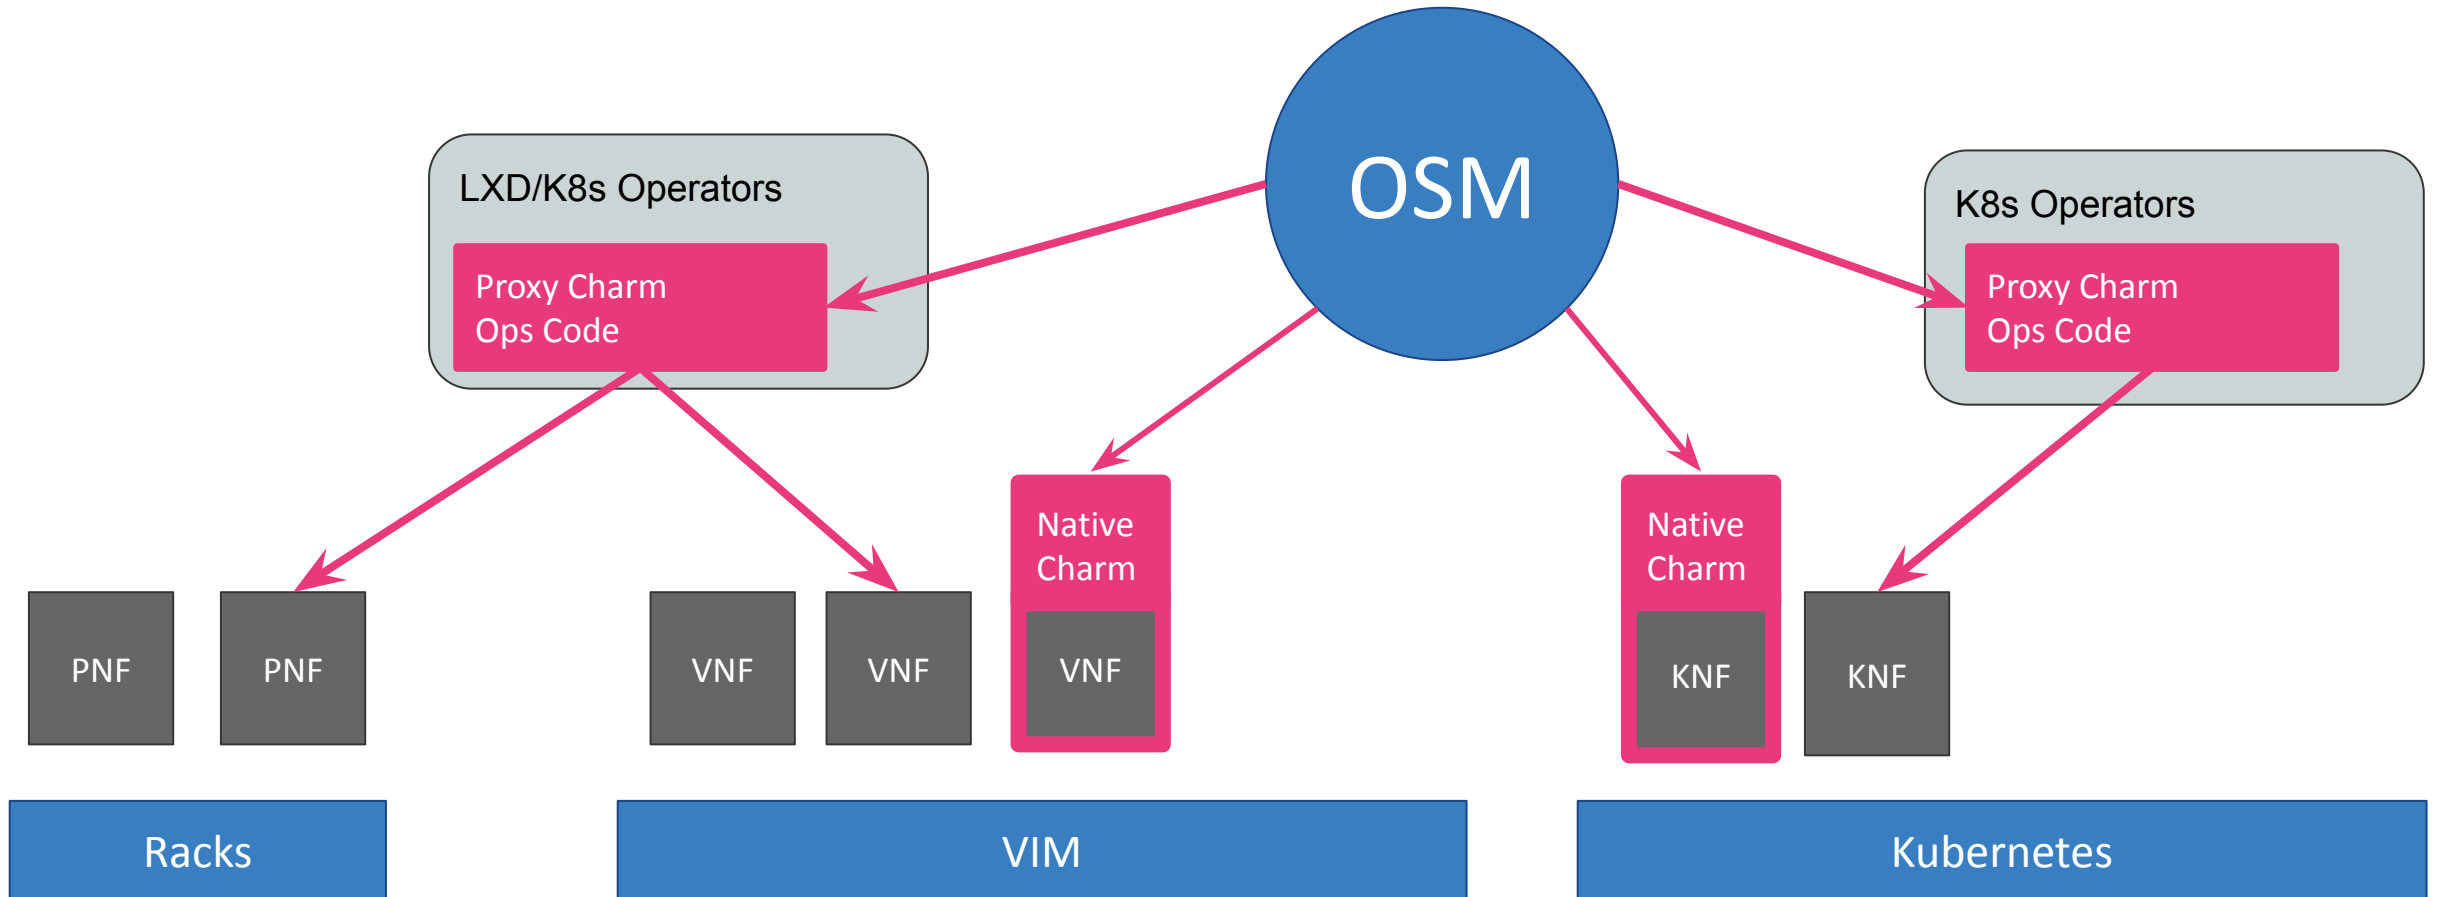 OSM
LXD/K8s Operators
Proxy Charm
Ops Code
K8s Operators
Proxy Charm
Ops Code
Native
Charm
Native
Charm
PNF
PNF
VNF
VNF
VNF
KNF
KNF
Racks
VIM
Kubernetes